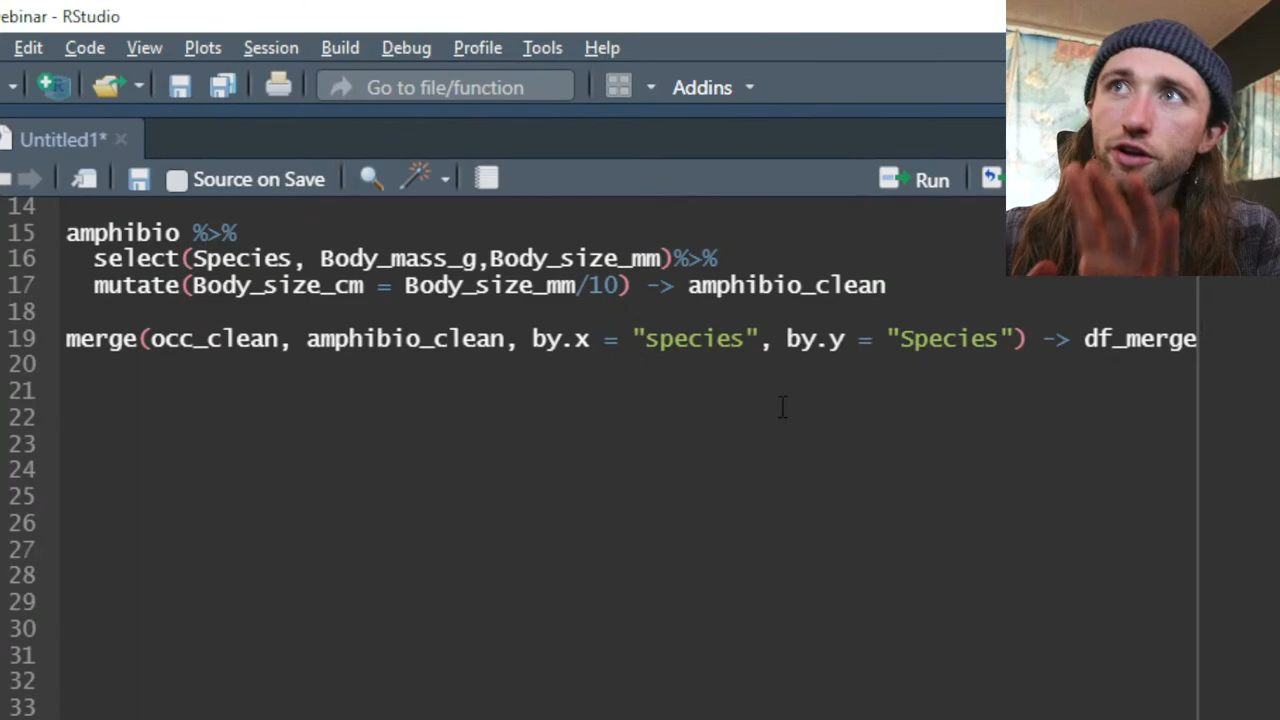 ebinar - RStudio
Edit Code View Plots Session Build Debug Profile Tools Help
Go to file/function Addins
Untitled1*
Source on Save Run
14
15 amphibio %>%
16 select(Species, Body_mass_g,Body_size_mm)%>%
17 mutate(Body_size_cm = Body_size_mm/10) -> amphibio_clean
18
19 merge(occ_clean, amphibio_clean, by.x = "species", by.y = "Species") -> df_merge
20
21
22
23
24
25
26
27
28
29
30
31
32
33